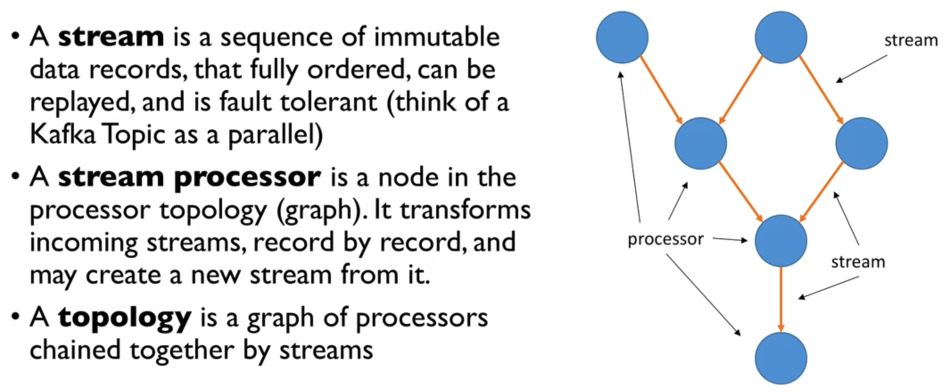 • A stream is a sequence of immutable
data records, that fully ordered, can be
replayed, and is fault tolerant (think of a
Kafka Topic as a parallel)
• A stream processor is a node in the
processor topology (graph). It transforms
incoming streams, record by record, and
may create a new stream from it.
• A topology is a graph of processors
chained together by streams
stream
processor
stream